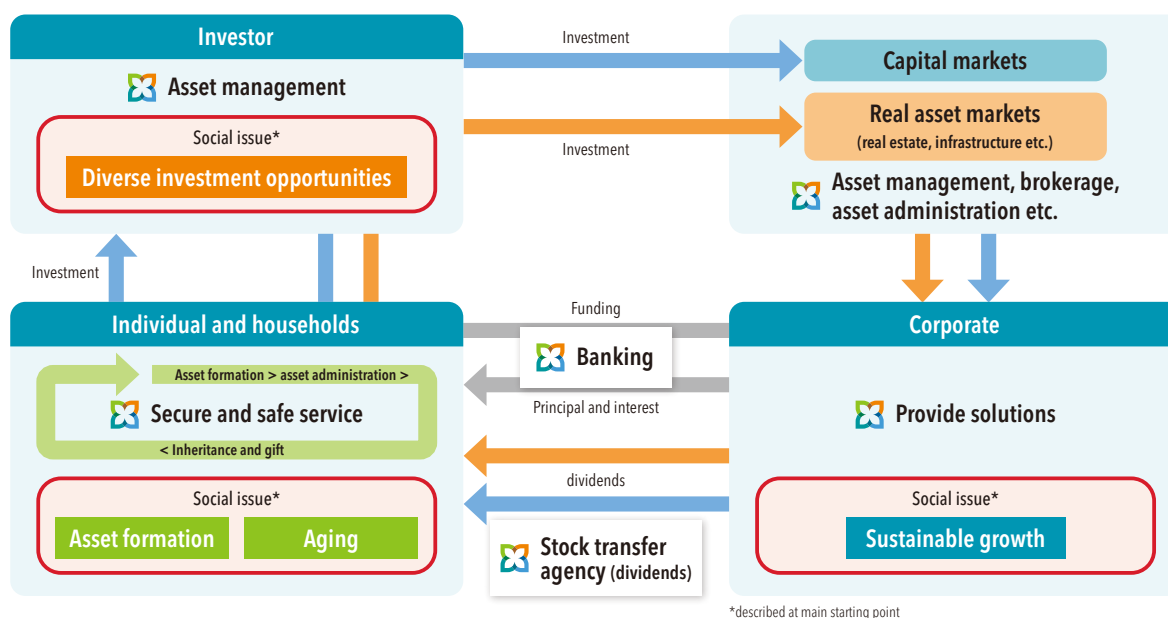 Investor
Asset management
Social issue*
Diverse investment opportunities
Investment
Investment
Capital markets
Real asset markets
(real estate, infrastructure etc.)
Asset management, brokerage,
asset administration etc.
Investment
Individual and households
Asset formation > asset administration >
Secure and safe service
< Inheritance and gift
Social issue*
Asset formation
Aging
Funding
Banking
Principal and interest
dividends
Stock transfer
agency (dividends)
Corporate
Provide solutions
Social issue*
Sustainable growth
*described at main starting point